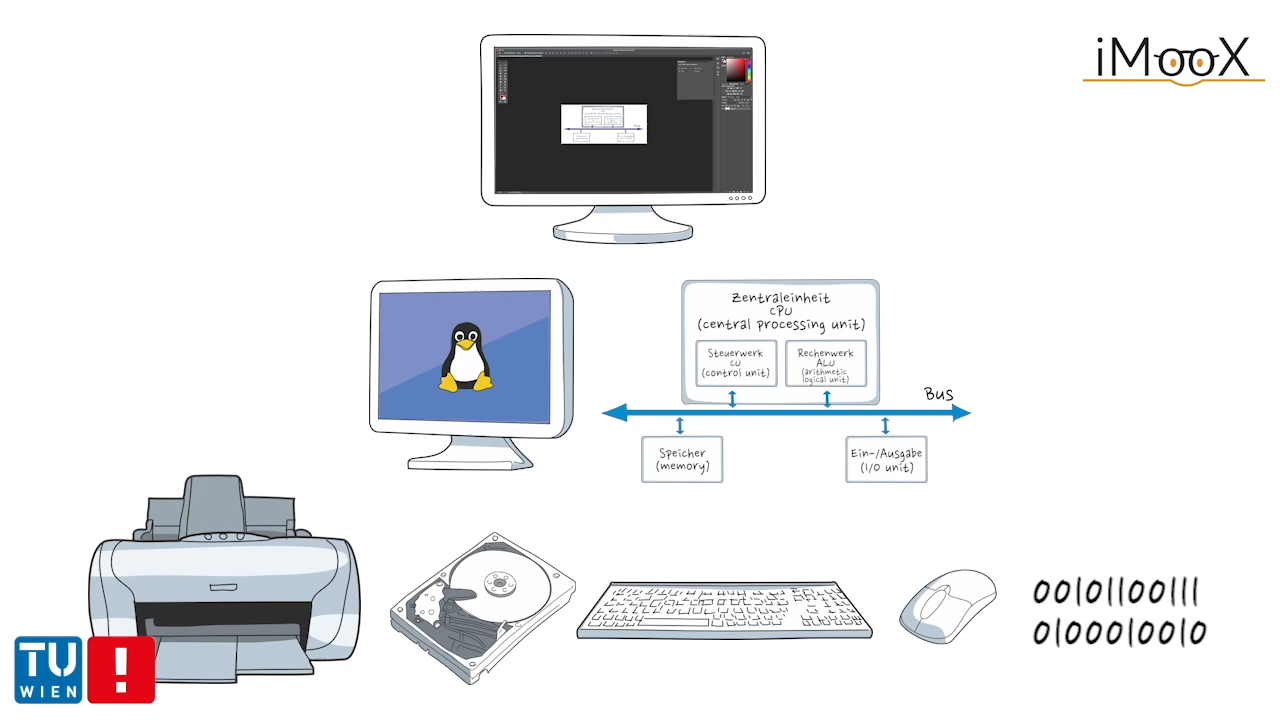 iMooX
Zentraleinheit
CPU
(central processing unit)
Steuerwerk
CU
(control unit)
Rechenwerk
ALU
(arithmetic
logical unit)
Bus
Speicher
(memory)
Ein-/Ausgabe
(I/O unit)
00101100111
0100010010
TU
WIEN
!